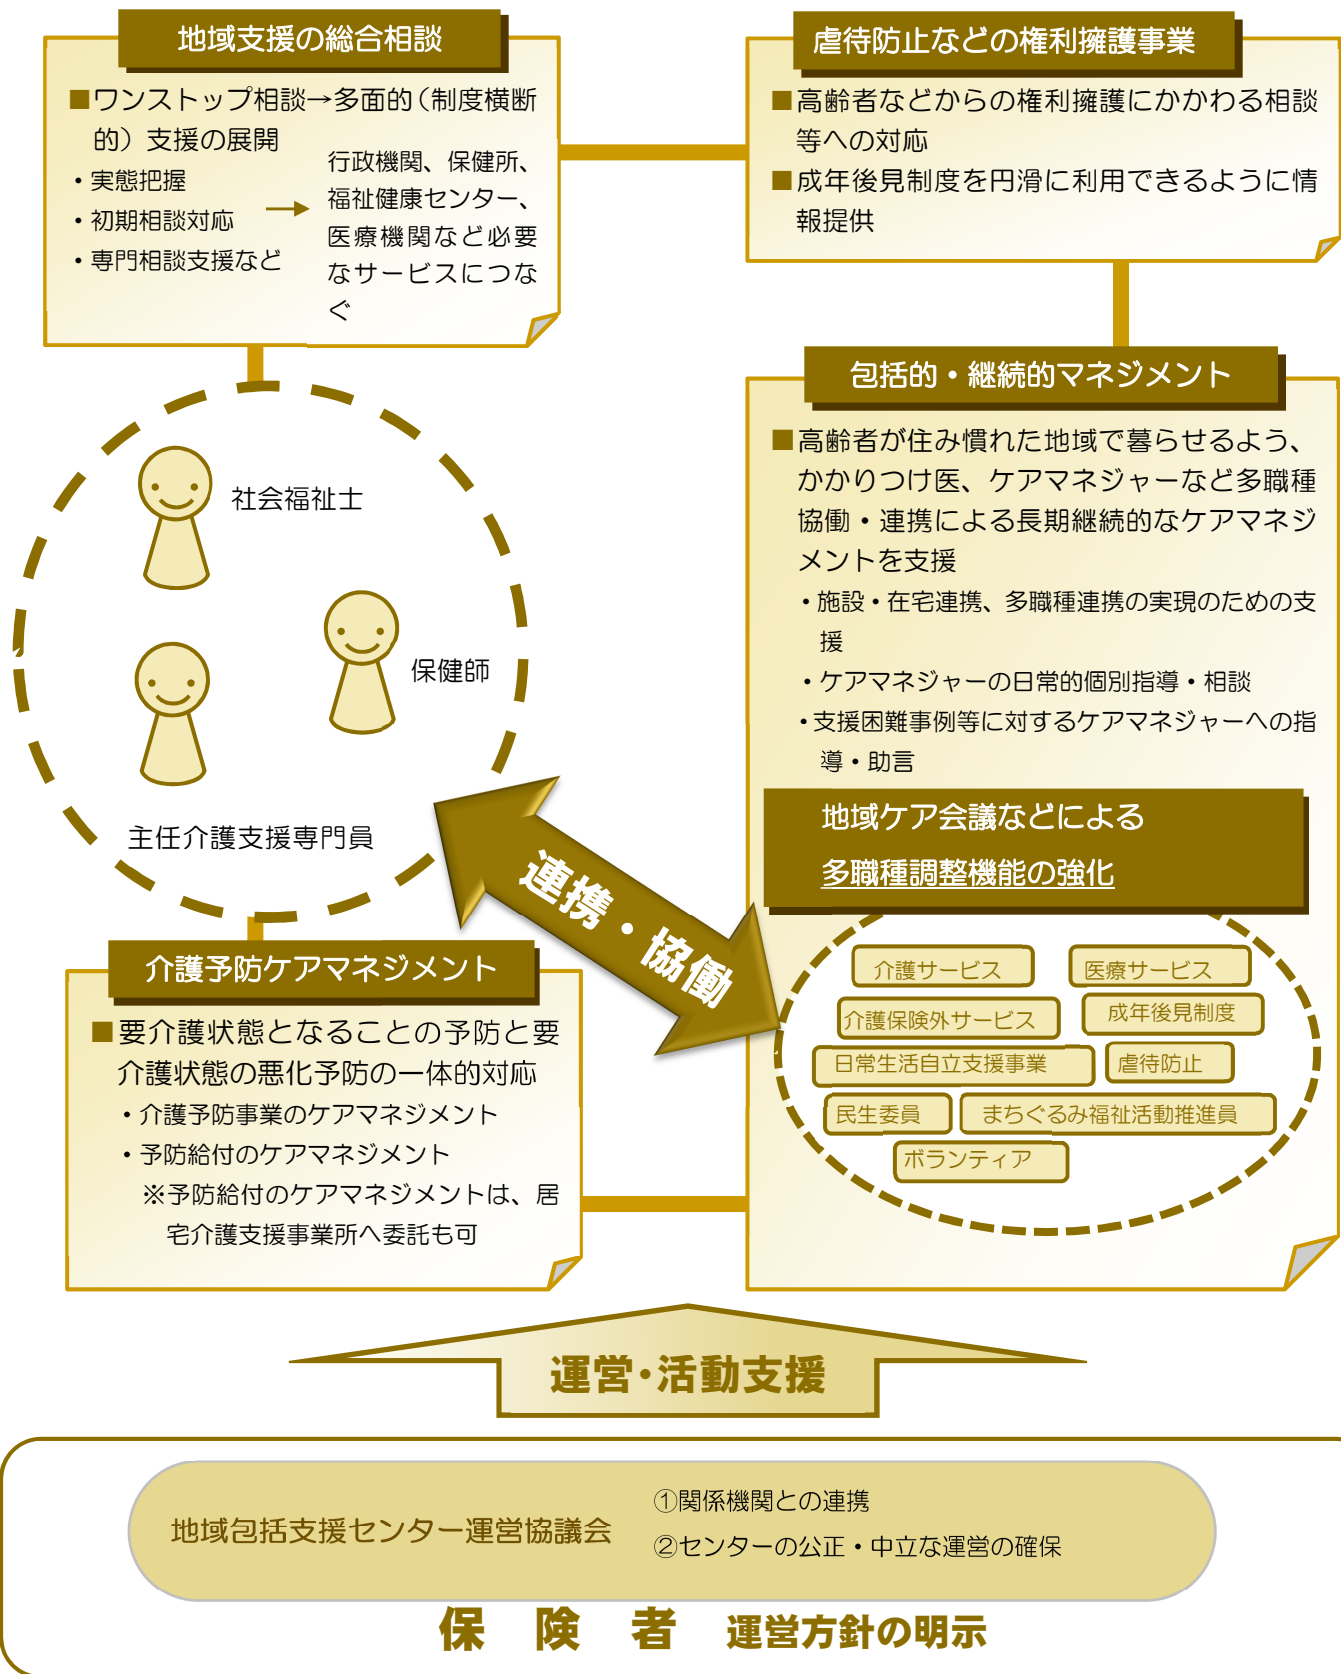 地域支援の総合相談
■ワンストップ相談→多面的（制度横断
的）支援の展開
・実態把握
・初期相談対応
・専門相談支援など
行政機関、保健所、
福祉健康センター、
医療機関など必要
なサービスにつな
ぐ
虐待防止などの権利擁護事業
■高齢者などからの権利擁護にかかわる相談
等への対応
■成年後見制度を円滑に利用できるように情
報提供
社会福祉士
保健師
主任介護支援専門員
連携・協働
包括的・継続的マネジメント
■高齢者が住み慣れた地域で暮らせるよう、
かかりつけ医、ケアマネジャーなど多職種
協働・連携による長期継続的なケアマネジ
メントを支援
・施設・在宅連携、多職種連携の実現のための支
援
・ケアマネジャーの日常的個別指導・相談
・支援困難事例等に対するケアマネジャーへの指
導・助言
地域ケア会議などによる
多職種調整機能の強化
介護サービス
医療サービス
介護保険外サービス
成年後見制度
日常生活自立支援事業
虐待防止
民生委員
まちぐるみ福祉活動推進員
ボランティア
介護予防ケアマネジメント
■要介護状態となることの予防と要
介護状態の悪化予防の一体的対応
・介護予防事業のケアマネジメント
・予防給付のケアマネジメント
※予防給付のケアマネジメントは、居
宅介護支援事業所へ委託も可
運営・活動支援
地域包括支援センター運営協議会
①関係機関との連携
②センターの公正・中立な運営の確保
保　険　者　運営方針の明示